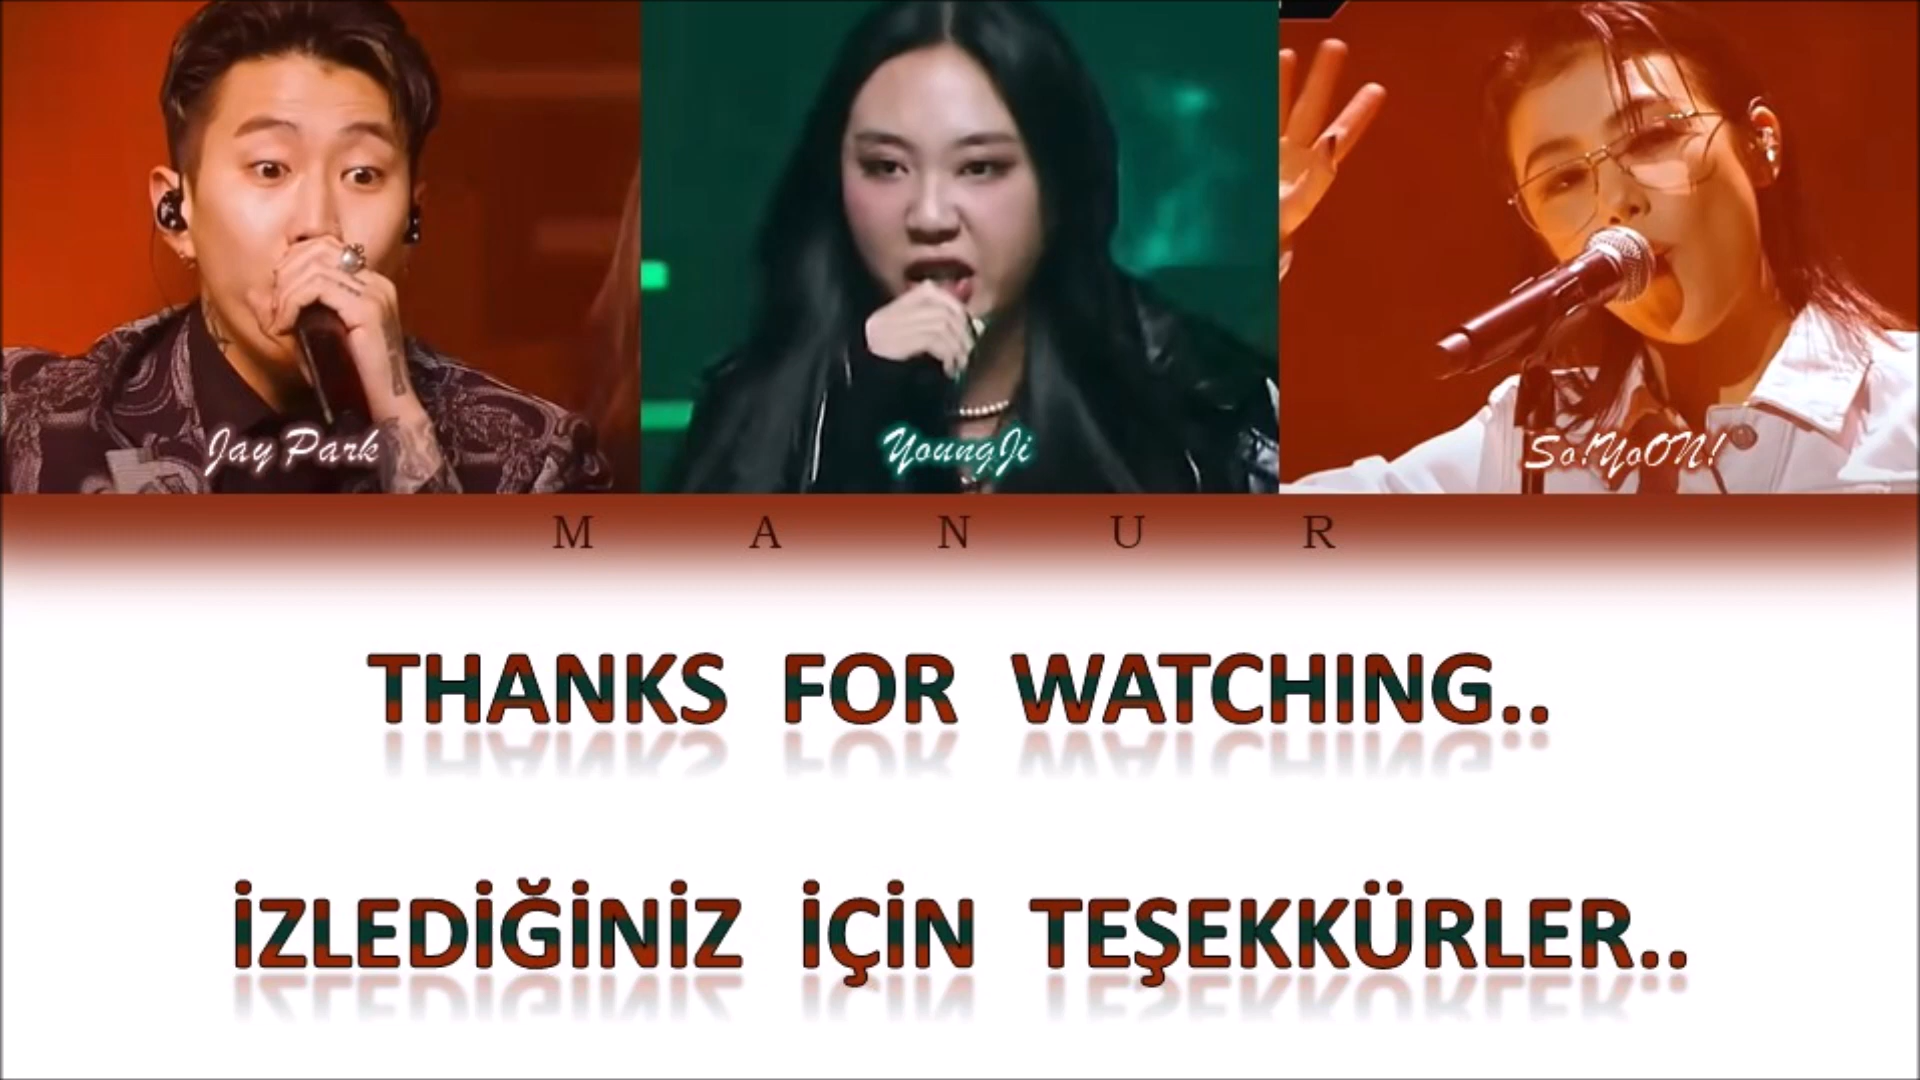 Jay Park
YoungJi
So!YoON!
M A N U R
THANKS FOR WATCHING..
İZLEDİĞİNİZ İÇİN TEŞEKKÜRLER..